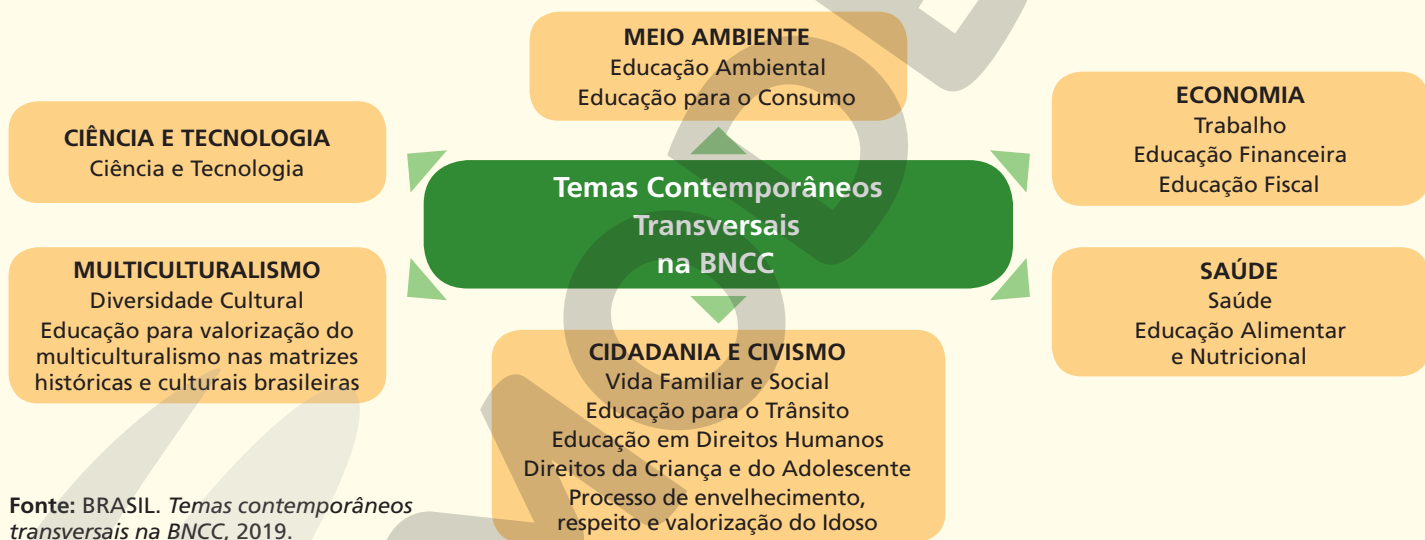 MEIO AMBIENTE
Educação Ambiental
Educação para o Consumo
CIÊNCIA E TECNOLOGIA
Ciência e Tecnologia
ECONOMIA
Trabalho
Educação Financeira
Educação Fiscal
Temas Contemporâneos
Transversais
na BNCC
MULTICULTURALISMO
Diversidade Cultural
Educação para valorização do
multiculturalismo nas matrizes
históricas e culturais brasileiras
SAÚDE
Saúde
Educação Alimentar
e Nutricional
CIDADANIA E CIVISMO
Vida Familiar e Social
Educação para o Trânsito
Educação em Direitos Humanos
Direitos da Criança e do Adolescente
Processo de envelhecimento,
respeito e valorização do Idoso
Fonte: BRASIL. Temas contemporâneos
transversais na BNCC, 2019.
MODE